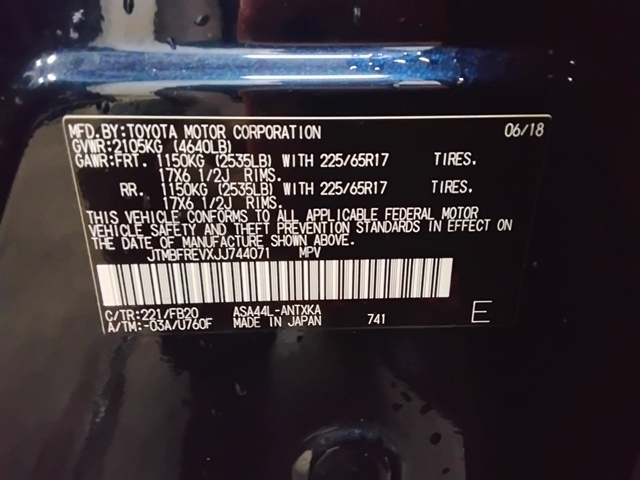 MFD.BY:TOYOTA MOTOR CORPORATION 06/18
GVWR:2105KG (4640LB)
GAWR:FRT. 1150KG (2535LB) WITH 225/65R17 TIRES.
17X6 1/2J RIMS.
RR. 1150KG (2535LB) WITH 225/65R17 TIRES.
17X6 1/2J RIMS.
THIS VEHICLE CONFORMS TO ALL APPLICABLE FEDERAL MOTOR
VEHICLE SAFETY AND THEFT PREVENTION STANDARDS IN EFFECT ON
THE DATE OF MANUFACTURE SHOWN ABOVE.
JTMBFREVXJJ744071 MPV
C/TR:221/FB20 ASA44L-ANTXKA
A/TM:-03A/U760F MADE IN JAPAN 741 E